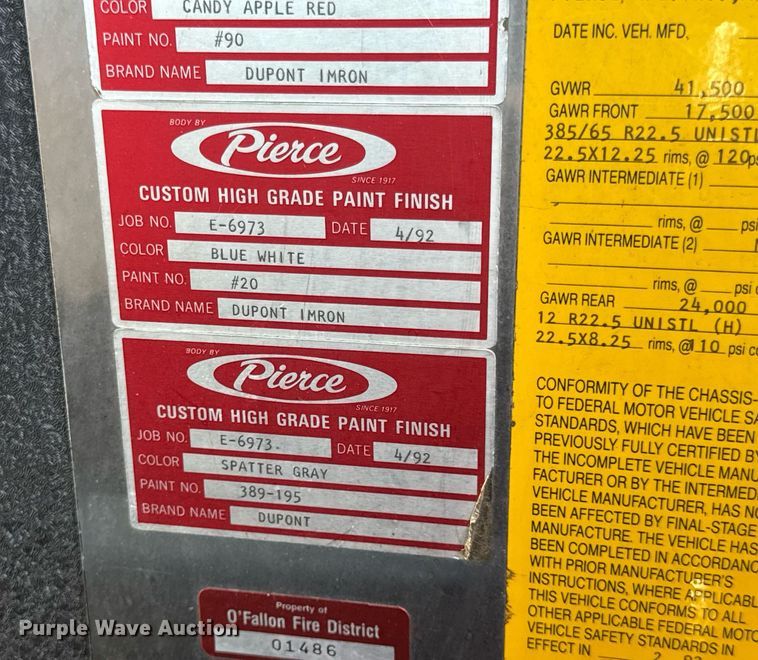 COLOR CANDY APPLE RED
PAINT NO. #90
BRAND NAME DUPONT IMRON
BODY BY
Pierce
SINCE 1917
CUSTOM HIGH GRADE PAINT FINISH
JOB NO. E-6973 DATE 4/92
COLOR BLUE WHITE
PAINT NO. #20
BRAND NAME DUPONT IMRON
BODY BY
Pierce
SINCE 1917
CUSTOM HIGH GRADE PAINT FINISH
JOB NO. E-6973. DATE 4/92
COLOR SPATTER GRAY
PAINT NO. 389-195
BRAND NAME DUPONT
Property of
O'Fallon Fire District
01486
Purple Wave Auction
DATE INC. VEH. MFD.
GVWR 41,500
GAWR FRONT 17,500
385/65 R22.5 UNISTL
22.5X12.25 rims, @ 120 ps
GAWR INTERMEDIATE (1)
rims, @ psi
GAWR INTERMEDIATE (2)
rims, @ psi c
GAWR REAR 24,000
12 R22.5 UNISTL (H)
22.5X8.25 rims, @110 psi c
CONFORMITY OF THE CHASSIS-
TO FEDERAL MOTOR VEHICLE SA
STANDARDS, WHICH HAVE BEEN
PREVIOUSLY FULLY CERTIFIED BY
THE INCOMPLETE VEHICLE MANU
FACTURER OR BY THE INTERMED
VEHICLE MANUFACTURER, HAS NO
BEEN AFFECTED BY FINAL-STAGE
MANUFACTURE. THE VEHICLE HAS
BEEN COMPLETED IN ACCORDANC
WITH PRIOR MANUFACTURER'S
INSTRUCTIONS, WHERE APPLICABL
THIS VEHICLE CONFORMS TO ALL
OTHER APPLICABLE FEDERAL MOTO
VEHICLE SAFETY STANDARDS IN
EFFECT IN 2